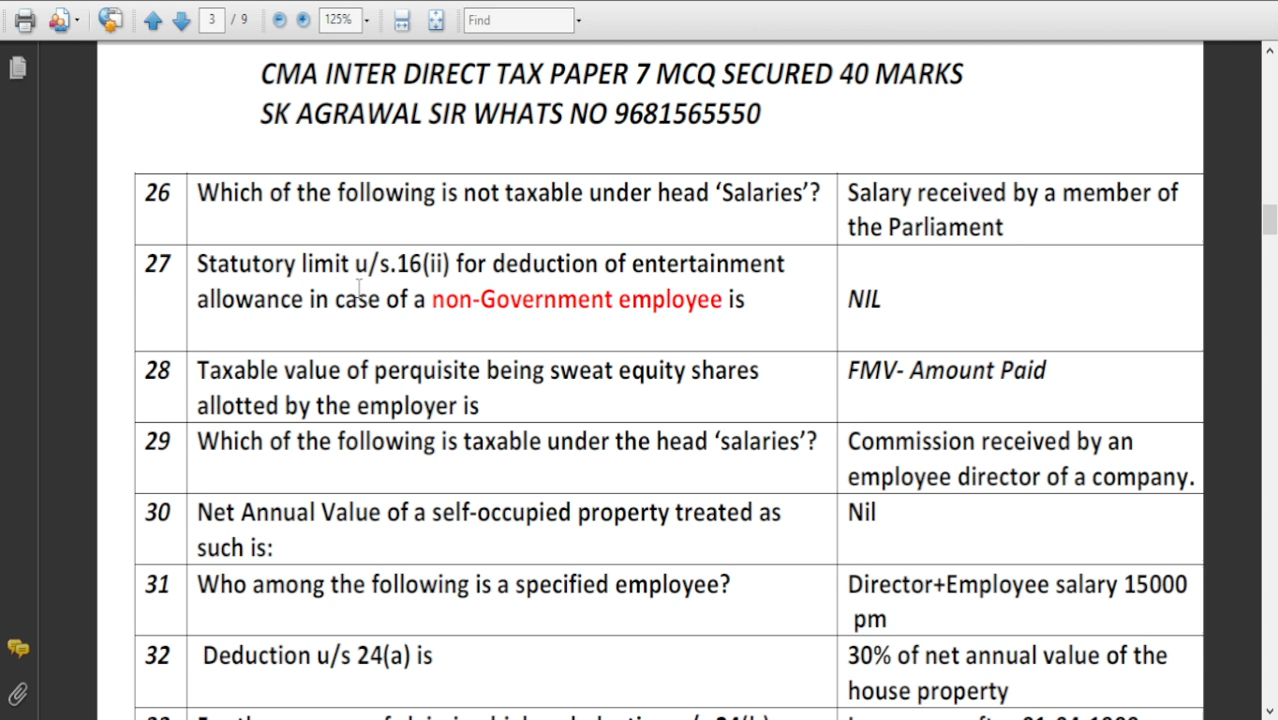 3 / 9 125% Find
CMA INTER DIRECT TAX PAPER 7 MCQ SECURED 40 MARKS
SK AGRAWAL SIR WHATS NO 9681565550
26 Which of the following is not taxable under head ‘Salaries’? Salary received by a member of
the Parliament
27 Statutory limit u/s.16(ii) for deduction of entertainment
allowance in case of a non-Government employee is NIL
28 Taxable value of perquisite being sweat equity shares FMV- Amount Paid
allotted by the employer is
29 Which of the following is taxable under the head ‘salaries’? Commission received by an
employee director of a company.
30 Net Annual Value of a self-occupied property treated as Nil
such is:
31 Who among the following is a specified employee? Director+Employee salary 15000
pm
32 Deduction u/s 24(a) is 30% of net annual value of the
house property